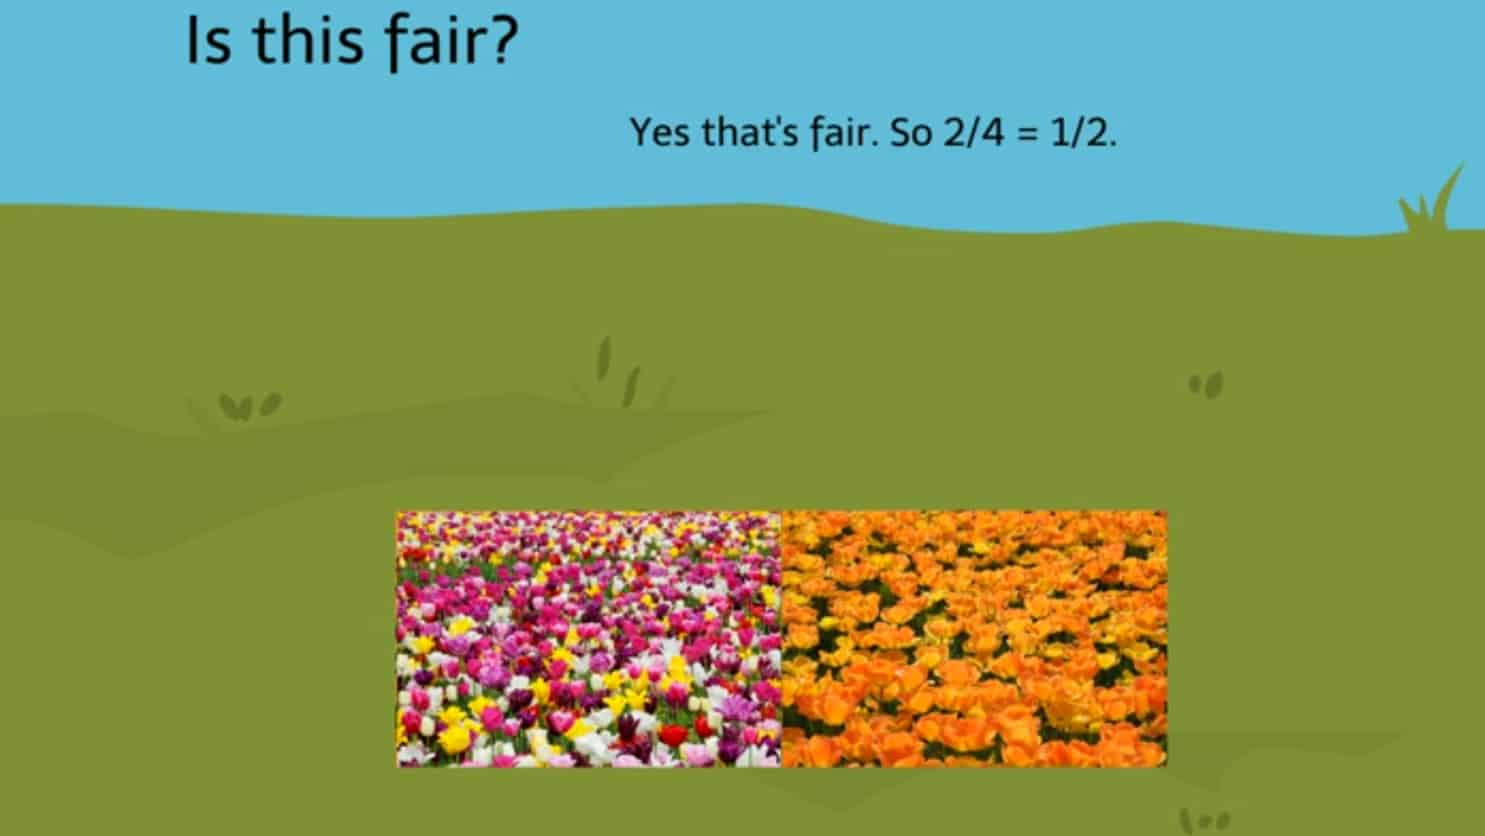 Is this fair?
Yes that's fair. So 2/4 = 1/2.